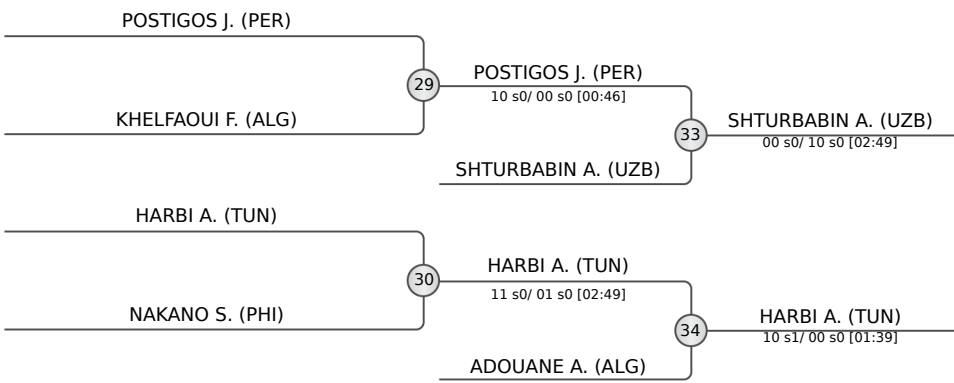 POSTIGOS J. (PER)
29
POSTIGOS J. (PER)
10 s0/ 00 s0 [00:46]
KHELFAOUI F. (ALG)
33
SHTURBABIN A. (UZB)
00 s0/ 10 s0 [02:49]
SHTURBABIN A. (UZB)
HARBI A. (TUN)
30
HARBI A. (TUN)
11 s0/ 01 s0 [02:49]
NAKANO S. (PHI)
34
HARBI A. (TUN)
10 s1/ 00 s0 [01:39]
ADOUANE A. (ALG)